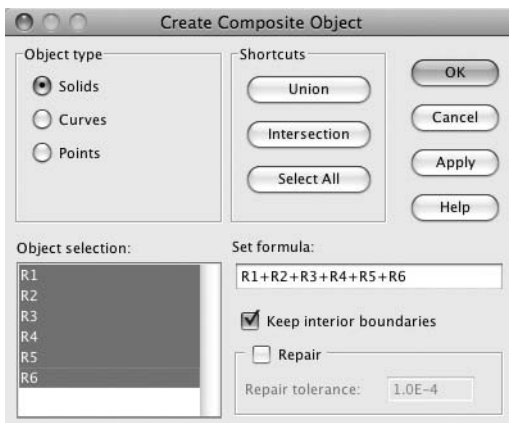 Create Composite Object
Object type
Solids
Curves
Points
Shortcuts
Union
Intersection
Select All
OK
Cancel
Apply
Help
Object selection:
R1
R2
R3
R4
R5
R6
Set formula:
R1+R2+R3+R4+R5+R6
Keep interior boundaries
Repair
Repair tolerance: 1.0E-4